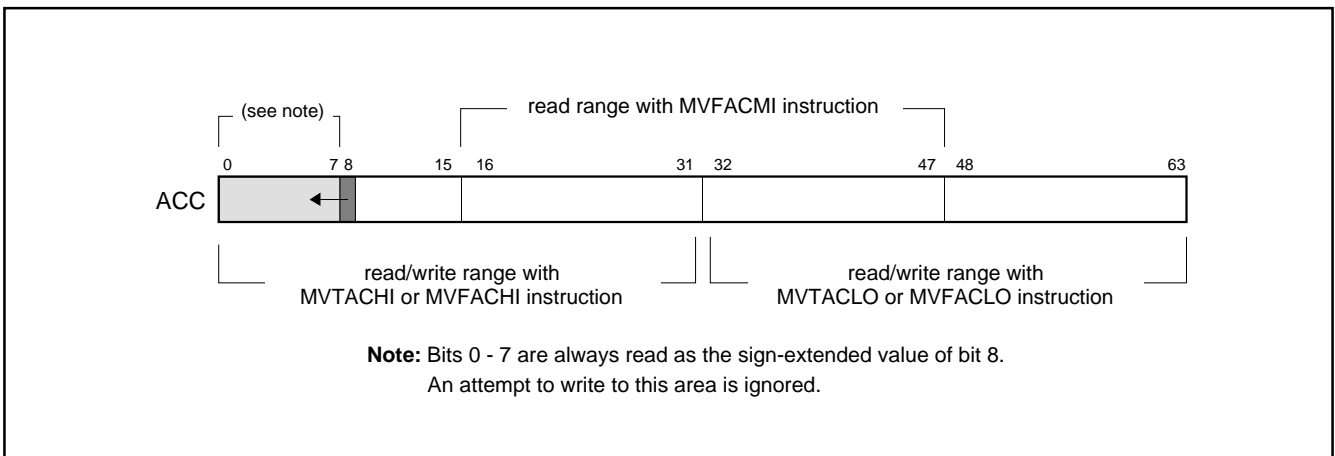 (see note)
read range with MVFACMI instruction
0 7 8 15 16 31 32 47 48 63
ACC
read/write range with
MVTACHI or MVFACHI instruction
read/write range with
MVTACLO or MVFACLO instruction
Note: Bits 0 - 7 are always read as the sign-extended value of bit 8.
An attempt to write to this area is ignored.